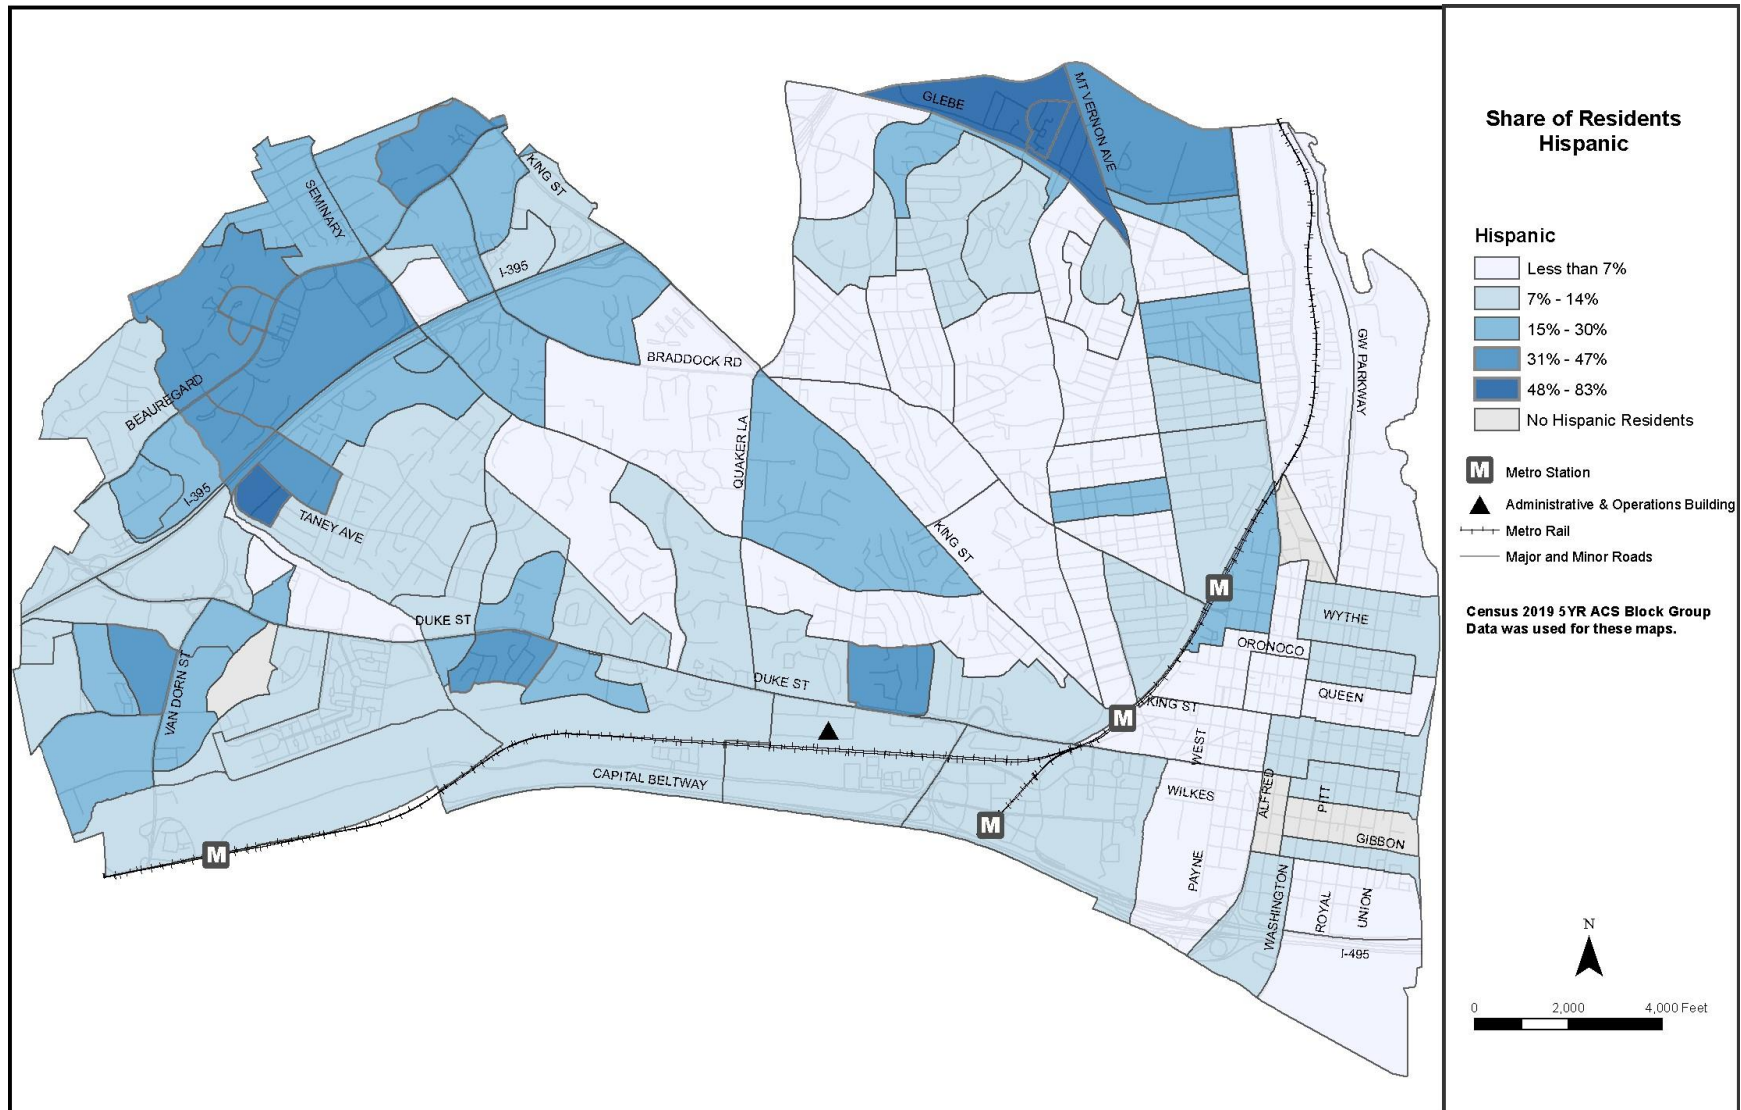 Share of Residents
Hispanic
Hispanic
Less than 7%
7% - 14%
15% - 30%
31% - 47%
48% - 83%
No Hispanic Residents
M Metro Station
Administrative & Operations Building
Metro Rail
Major and Minor Roads
Census 2019 5YR ACS Block Group
Data was used for these maps.
N
0 2,000 4,000 Feet
GLEBE
MT VERNON AVE
KING ST
SEMINARY
I-395
BRADDOCK RD
GW PARKWAY
BEAUREGARD
QUAKER LA
I-395
TANEY AVE
KING ST
M
DUKE ST
WYTHE
ORONOCO
VAN DORN ST
DUKE ST
QUEEN
KING ST
M
WEST
CAPITAL BELTWAY
WILKES
ALFRED
PITT
M
GIBBON
M
PAYNE
WASHINGTON
ROYAL
UNION
I-495